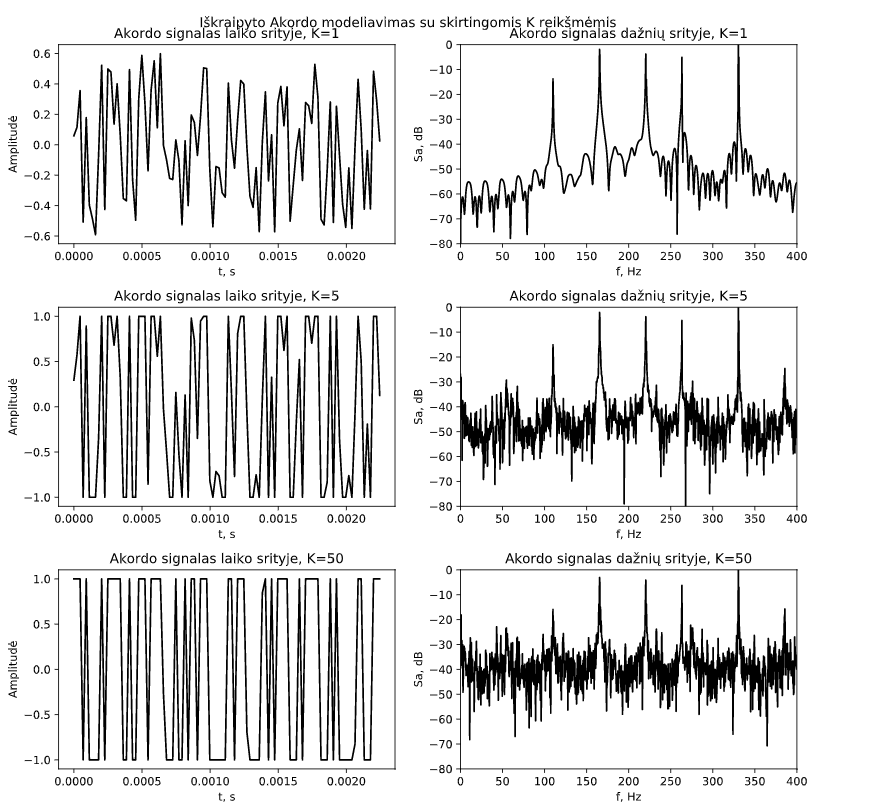 Iškraipyto Akordo modeliavimas su skirtingomis K reikšmėmis
Akordo signalas laiko srityje, K=1
0.6
0.4
0.2
0.0
−0.2
−0.4
−0.6
Amplitudė
0.0000 0.0005 0.0010 0.0015 0.0020
t, s
Akordo signalas dažnių srityje, K=1
0
−10
−20
−30
−40
−50
−60
−70
−80
Sa, dB
0 50 100 150 200 250 300 350 400
f, Hz
Akordo signalas laiko srityje, K=5
1.0
0.5
0.0
−0.5
−1.0
Amplitudė
0.0000 0.0005 0.0010 0.0015 0.0020
t, s
Akordo signalas dažnių srityje, K=5
0
−10
−20
−30
−40
−50
−60
−70
−80
Sa, dB
0 50 100 150 200 250 300 350 400
f, Hz
Akordo signalas laiko srityje, K=50
1.0
0.5
0.0
−0.5
−1.0
Amplitudė
0.0000 0.0005 0.0010 0.0015 0.0020
t, s
Akordo signalas dažnių srityje, K=50
0
−10
−20
−30
−40
−50
−60
−70
−80
Sa, dB
0 50 100 150 200 250 300 350 400
f, Hz